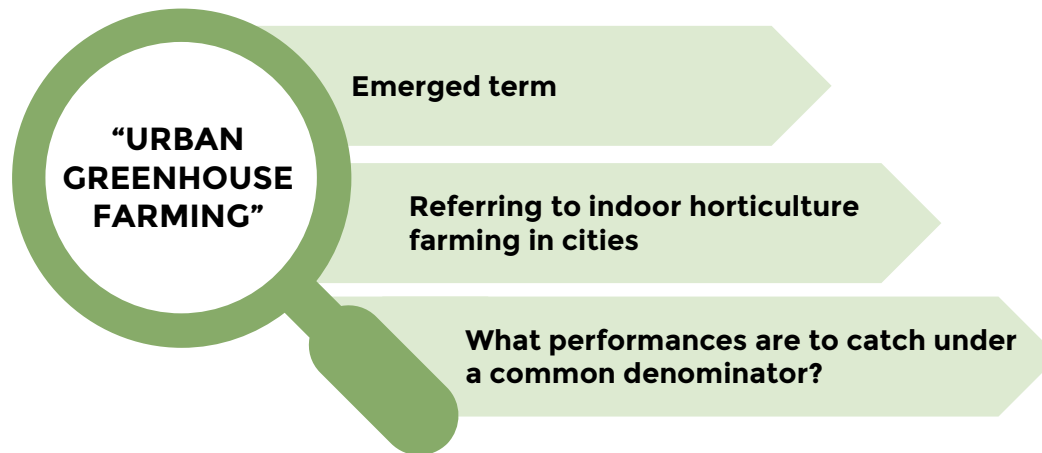 “URBAN
GREENHOUSE
FARMING”
Emerged term
Referring to indoor horticulture
farming in cities
What performances are to catch under
a common denominator?